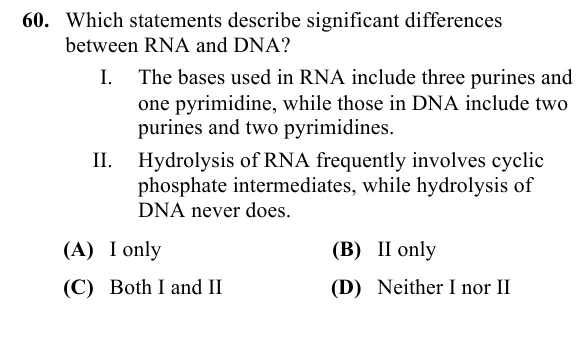 60. Which statements describe significant differences
between RNA and DNA?
I. The bases used in RNA include three purines and
one pyrimidine, while those in DNA include two
purines and two pyrimidines.
II. Hydrolysis of RNA frequently involves cyclic
phosphate intermediates, while hydrolysis of
DNA never does.
(A) I only (B) II only
(C) Both I and II (D) Neither I nor II